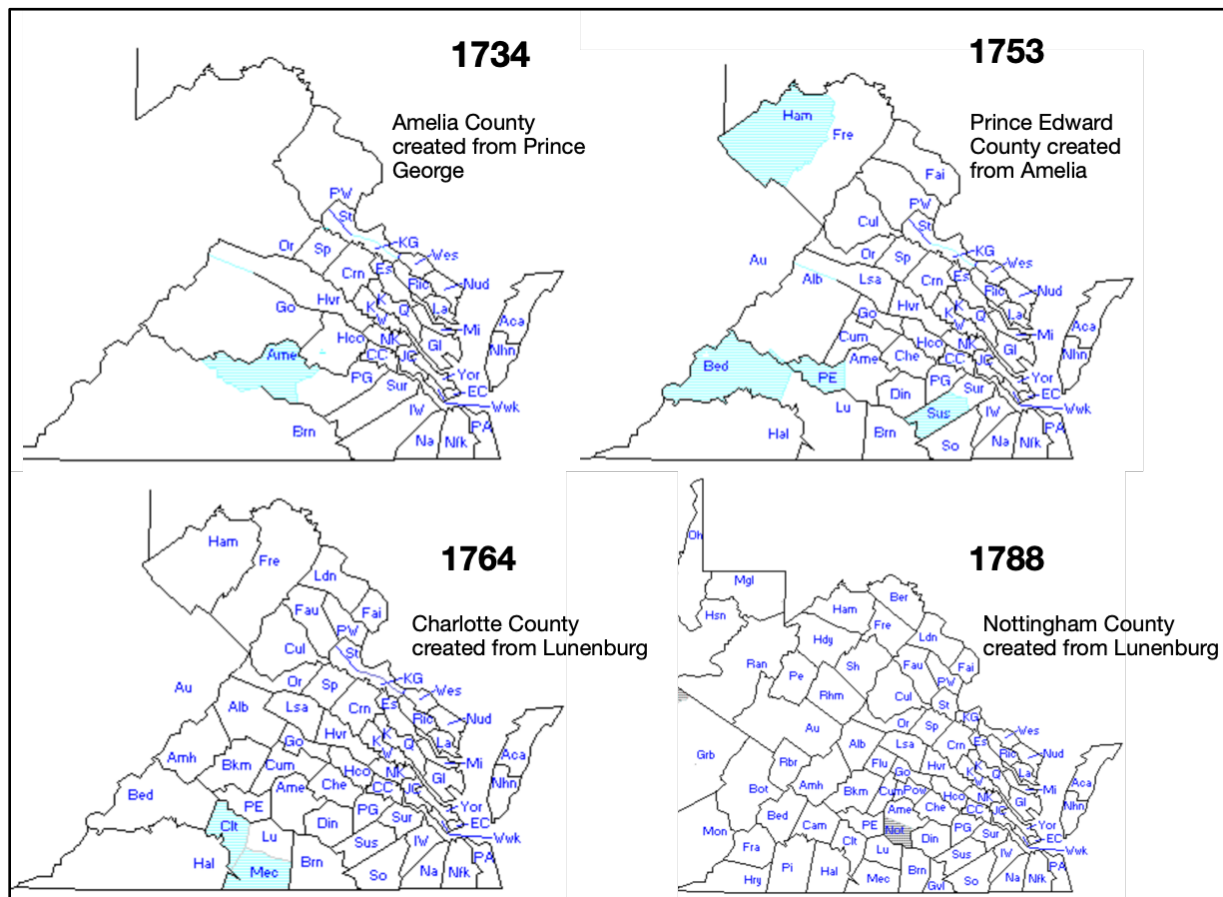 1734
Amelia County
created from Prince
George
PW
St
KG
Or
Sp
Wes
Es
Crn
Ric
Nud
Hvr
K
Q
La
Go
K
W
Mi
Aca
Hco
NK
Gl
Nhn
Ame
CC
JC
Yor
PG
Sur
EC
Wwk
IW
PA
Brn
Na
Nfk
1753
Prince Edward
County created
from Amelia
Ham
Fre
Fai
PW
Cul
St
KG
Or
Sp
Wes
Au
Es
Alb
Lsa
Crn
Ric
Nud
Hvr
K
Q
La
Go
K
W
Mi
Aca
Cum
Hco
NK
Gl
Nhn
Bed
Ame
Che
CC
JC
PE
Yor
Din
PG
Sur
EC
Lu
Sus
Wwk
IW
PA
Hal
Brn
So
Na
Nfk
1764
Charlotte County
created from Lunenburg
Ham
Fre
Ldn
Fau
Fai
PW
Cul
St
KG
Au
Or
Sp
Wes
Es
Alb
Lsa
Crn
Ric
Nud
Hvr
K
Q
La
Go
K
W
Mi
Aca
Amh
Bkm
Cum
Hco
NK
Gl
Nhn
Ame
Che
CC
JC
Bed
PE
Yor
Clt
Din
PG
Sur
EC
Lu
Wwk
Sus
IW
PA
Hal
Mec
Brn
So
Na
Nfk
1788
Nottingham County
created from Lunenburg
Oh
Mgl
Hsn
Ham
Ber
Hdy
Fre
Ldn
Ran
Pe
Sh
Fau
Fai
Rhm
PW
Cul
St
Au
Or
Sp
KG
Wes
Grb
Rbr
Alb
Lsa
Crn
Es
Ric
Nud
Flu
Hvr
K
Q
La
Go
K
W
Mi
Aca
Bot
Amh
Bkm
Cum
Pow
Hco
NK
Gl
Nhn
Ame
Che
CC
JC
Bed
Cam
PE
Not
Yor
Mon
Fra
Clt
Din
PG
Sur
EC
Lu
Wwk
Sus
IW
PA
Hry
Pi
Hal
Mec
Brn
Gvl
So
Na
Nfk